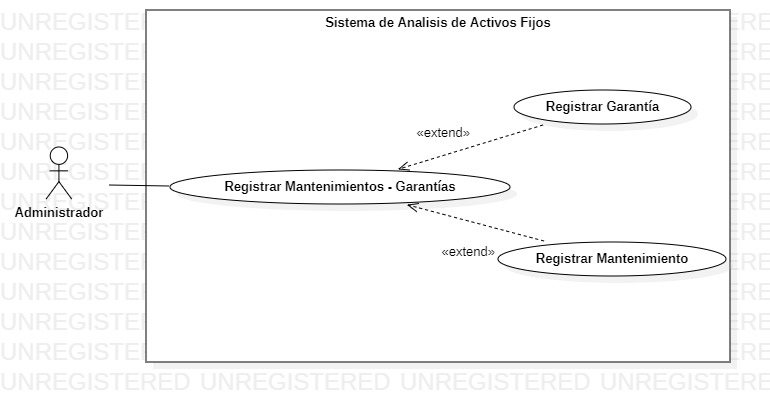 Sistema de Analisis de Activos Fijos
Registrar Garantía
«extend»
Registrar Mantenimientos - Garantías
Administrador
«extend»
Registrar Mantenimiento
UNREGISTERED UNREGISTERED UNREGISTERED UNREGISTERED